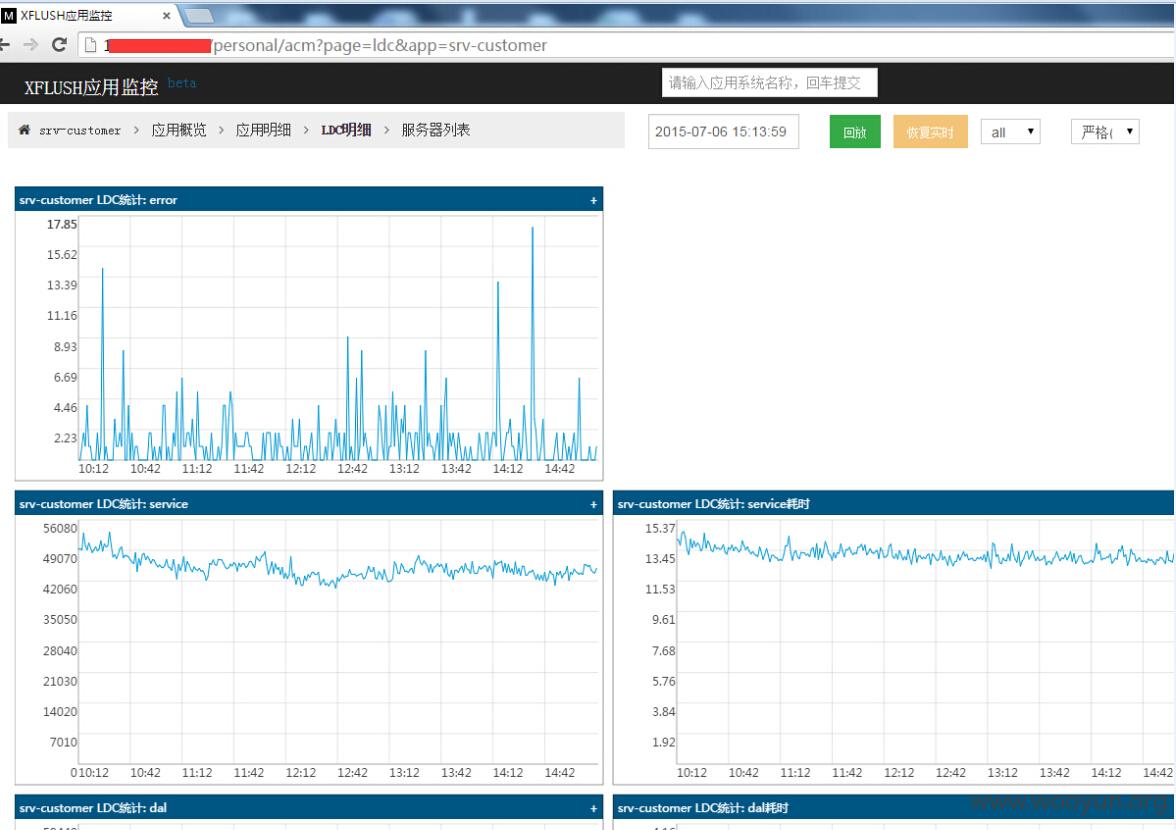 XFLUSH应用监控
/personal/acm?page=ldc&app=srv-customer
XFLUSH应用监控 beta
请输入应用系统名称，回车提交
srv-customer > 应用概览 > 应用明细 > LDC明细 > 服务器列表
2015-07-06 15:13:59
回放
恢复实时
all
严格(
srv-customer LDC统计: error +
17.85
15.62
13.39
11.16
8.93
6.69
4.46
2.23
10:12 10:42 11:12 11:42 12:12 12:42 13:12 13:42 14:12 14:42
srv-customer LDC统计: service +
56080
49070
42060
35050
28040
21030
14020
7010
0 10:12 10:42 11:12 11:42 12:12 12:42 13:12 13:42 14:12 14:42
srv-customer LDC统计: service耗时
15.37
13.45
11.53
9.61
7.68
5.76
3.84
1.92
10:12 10:42 11:12 11:42 12:12 12:42 13:12 13:42 14:12 14:42
srv-customer LDC统计: dal +
srv-customer LDC统计: dal耗时
www.wooyun.org